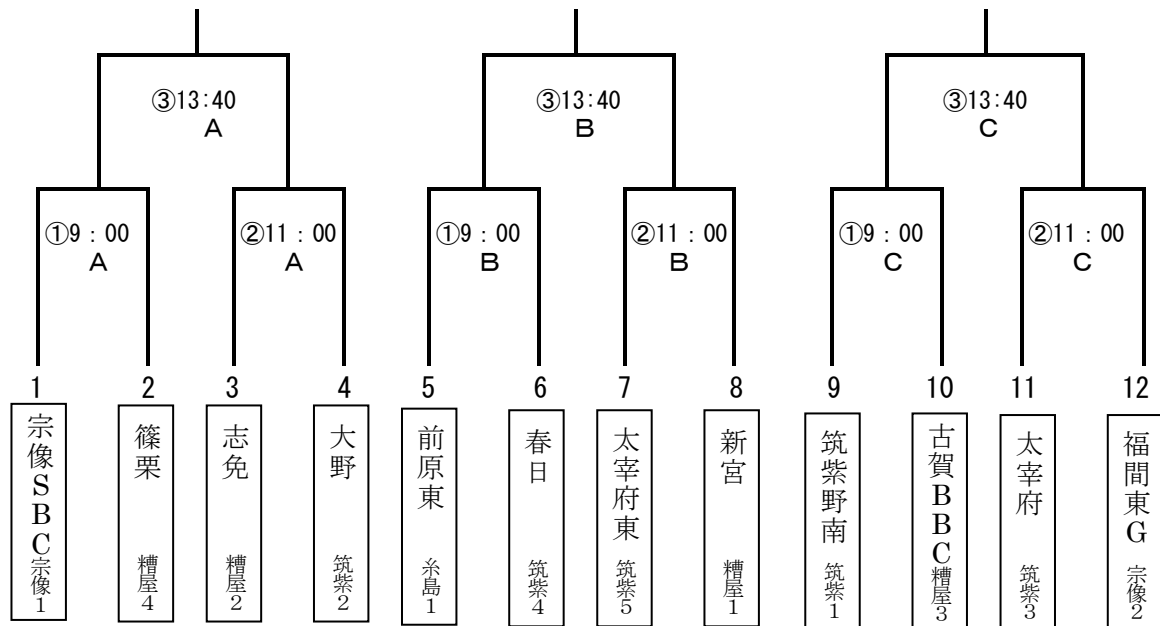 ③13:40
A
③13:40
B
③13:40
C
①9：00
A
②11：00
A
①9：00
B
②11：00
B
①9：00
C
②11：00
C
1
2
3
4
5
6
7
8
9
10
11
12
宗像SBC宗像1
篠栗 糟屋4
志免 糟屋2
大野 筑紫2
前原東 糸島1
春日 筑紫4
太宰府東 筑紫5
新宮 糟屋1
筑紫野南 筑紫1
古賀BBC糟屋3
太宰府 筑紫3
福間東G 宗像2